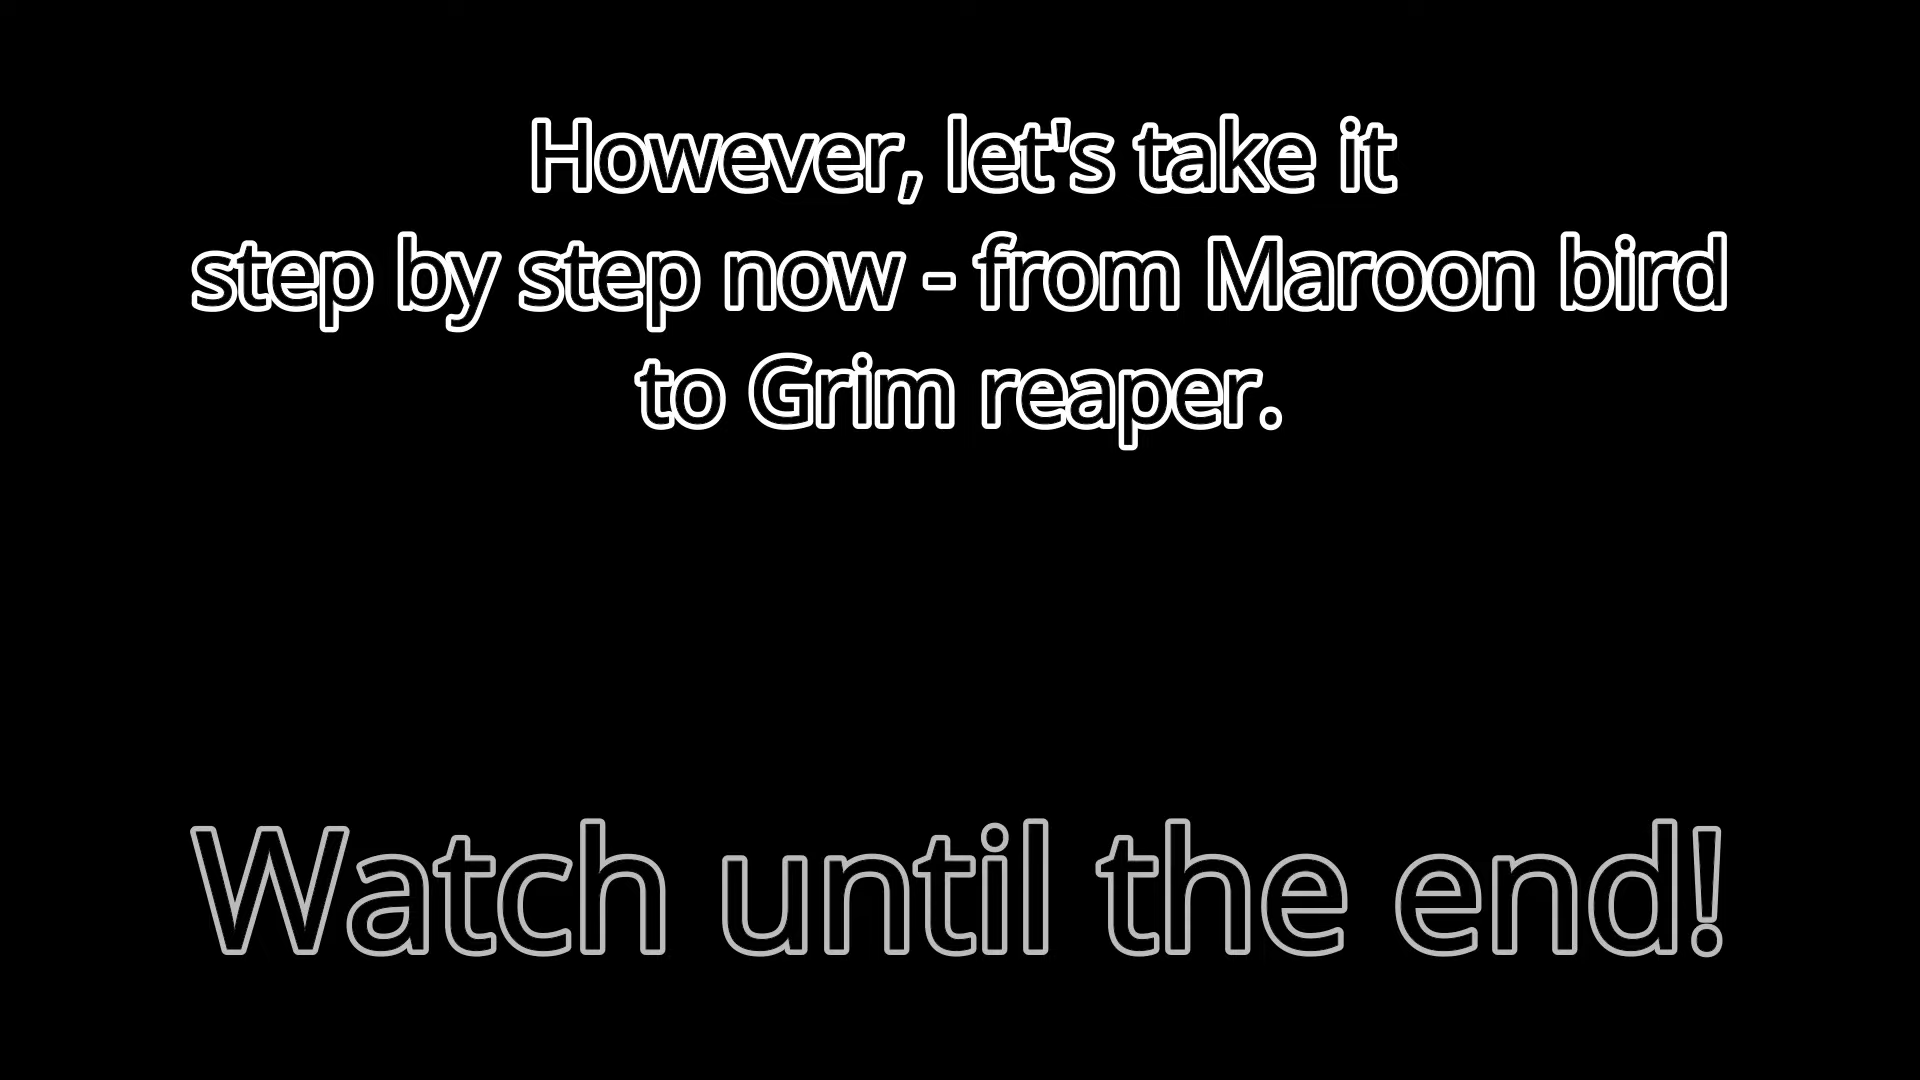 However, let's take it
step by step now - from Maroon bird
to Grim reaper.
Watch until the end!